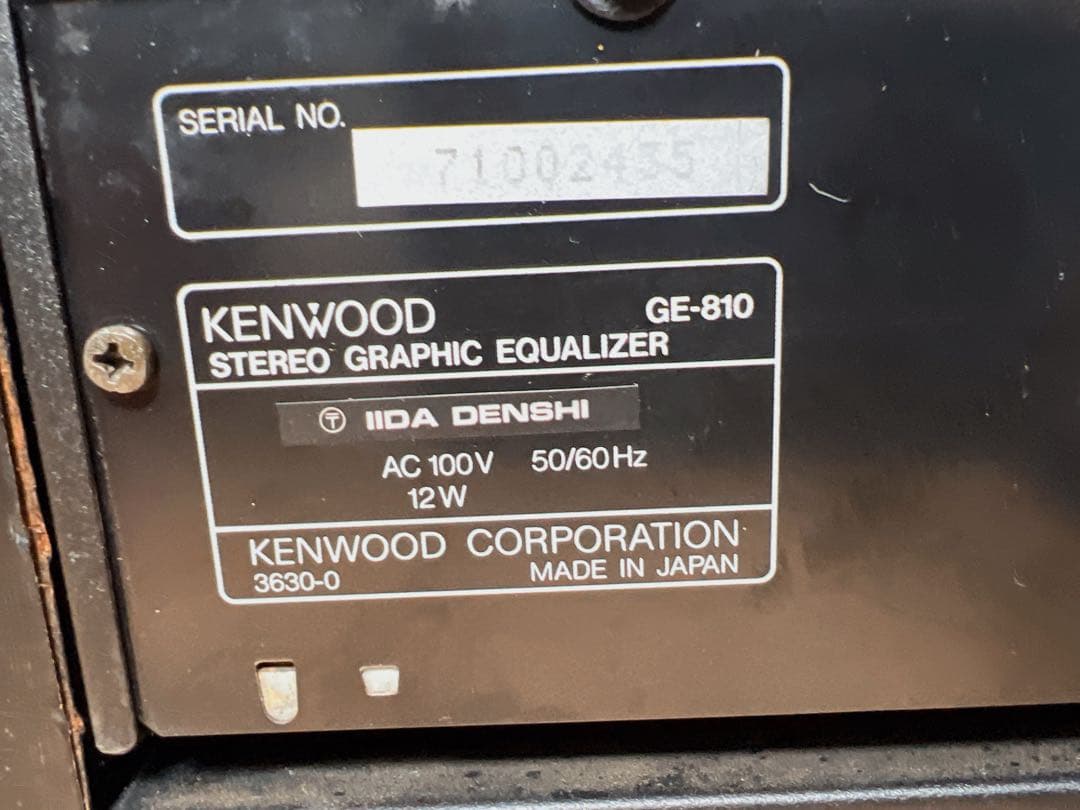 SERIAL NO.
71002435
KENWOOD GE-810
STEREO GRAPHIC EQUALIZER
〒 IIDA DENSHI
AC 100V 50/60Hz
12W
KENWOOD CORPORATION
3630-0 MADE IN JAPAN